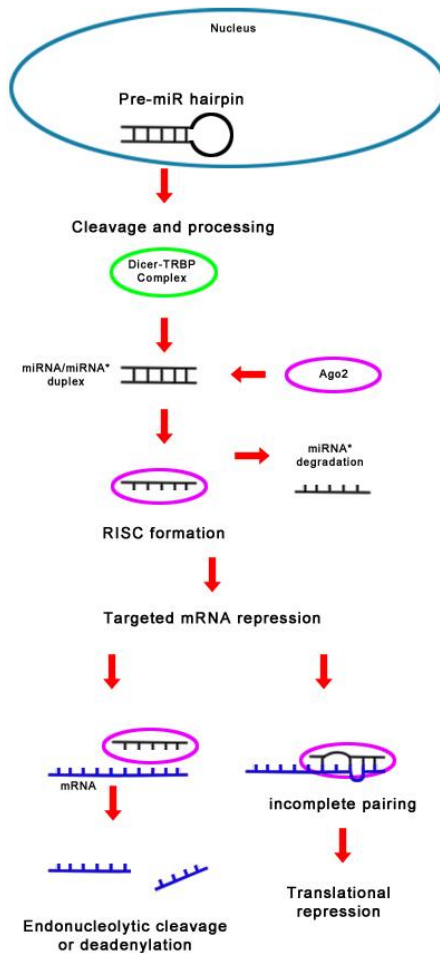 Nucleus
Pre-miR hairpin
Cleavage and processing
Dicer-TRBP
Complex
miRNA/miRNA*
duplex
Ago2
miRNA*
degradation
RISC formation
Targeted mRNA repression
mRNA
incomplete pairing
Endonucleolytic cleavage
or deadenylation
Translational
repression